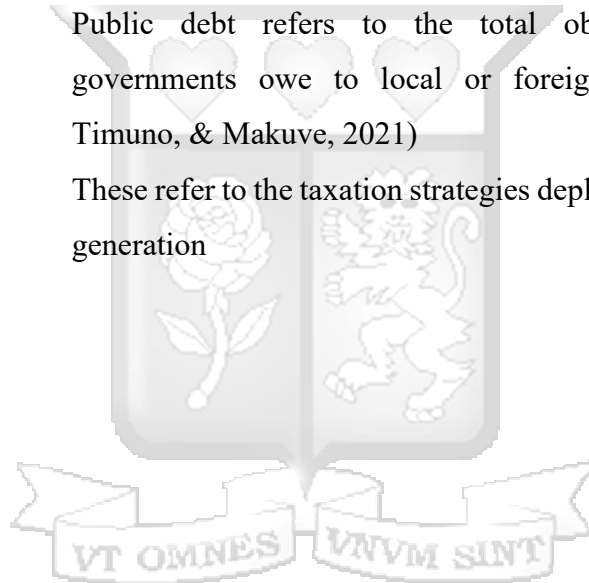 Public debt refers to the total ob
governments owe to local or foreig
Timuno, & Makuve, 2021)
These refer to the taxation strategies depl
generation
VT OMNES VNVM SINT